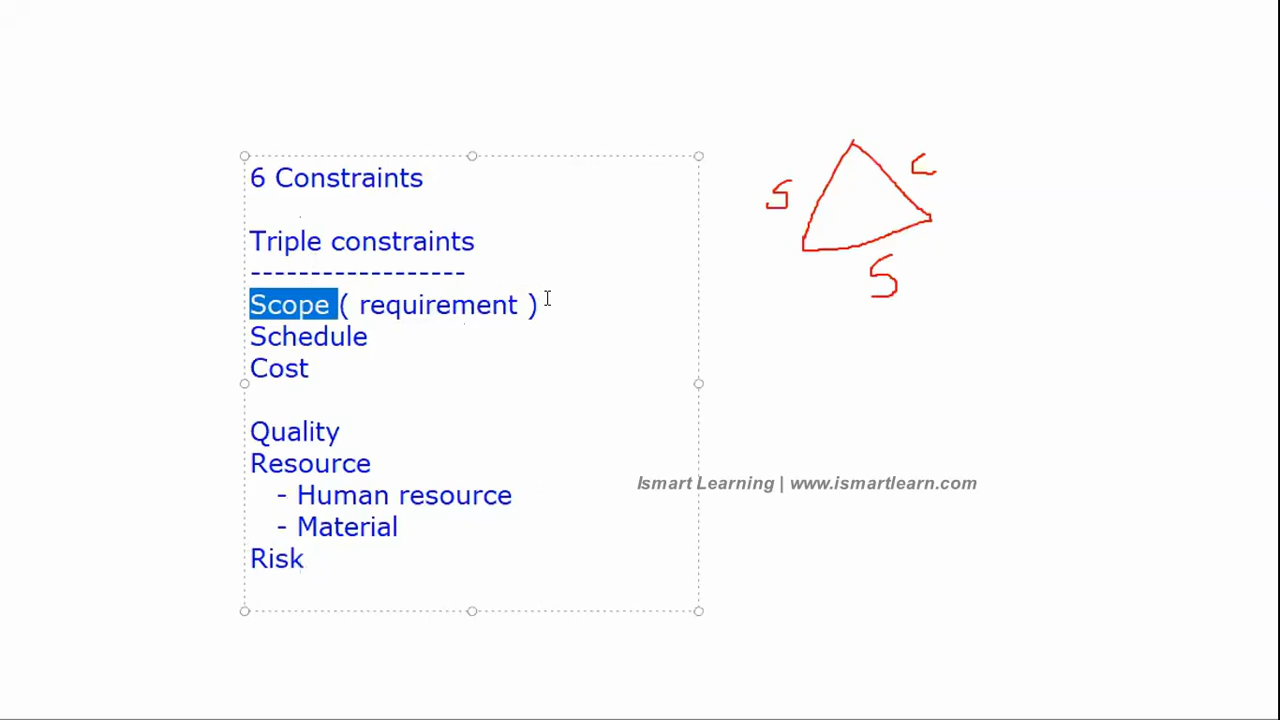 6 Constraints
Triple constraints
------------------
Scope ( requirement )
Schedule
Cost
Quality
Resource
- Human resource
- Material
Risk
S
C
S
Ismart Learning | www.ismartlearn.com